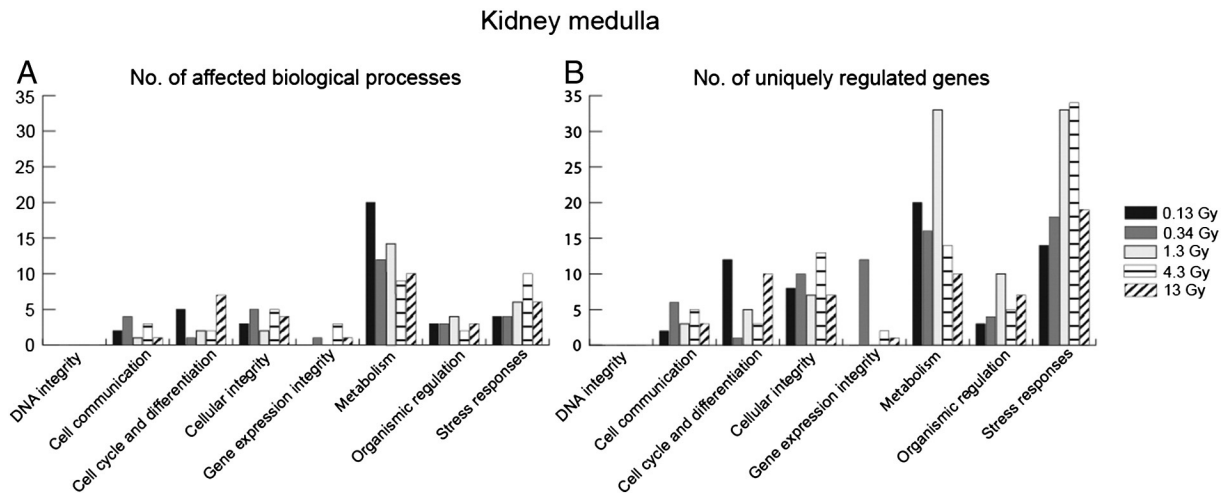 Kidney medulla
A
No. of affected biological processes
35
30
25
20
15
10
5
0
DNA integrity
Cell communication
Cell cycle and differentiation
Cellular integrity
Gene expression integrity
Metabolism
Organismic regulation
Stress responses
B
No. of uniquely regulated genes
35
30
25
20
15
10
5
0
DNA integrity
Cell communication
Cell cycle and differentiation
Cellular integrity
Gene expression integrity
Metabolism
Organismic regulation
Stress responses
0.13 Gy
0.34 Gy
1.3 Gy
4.3 Gy
13 Gy